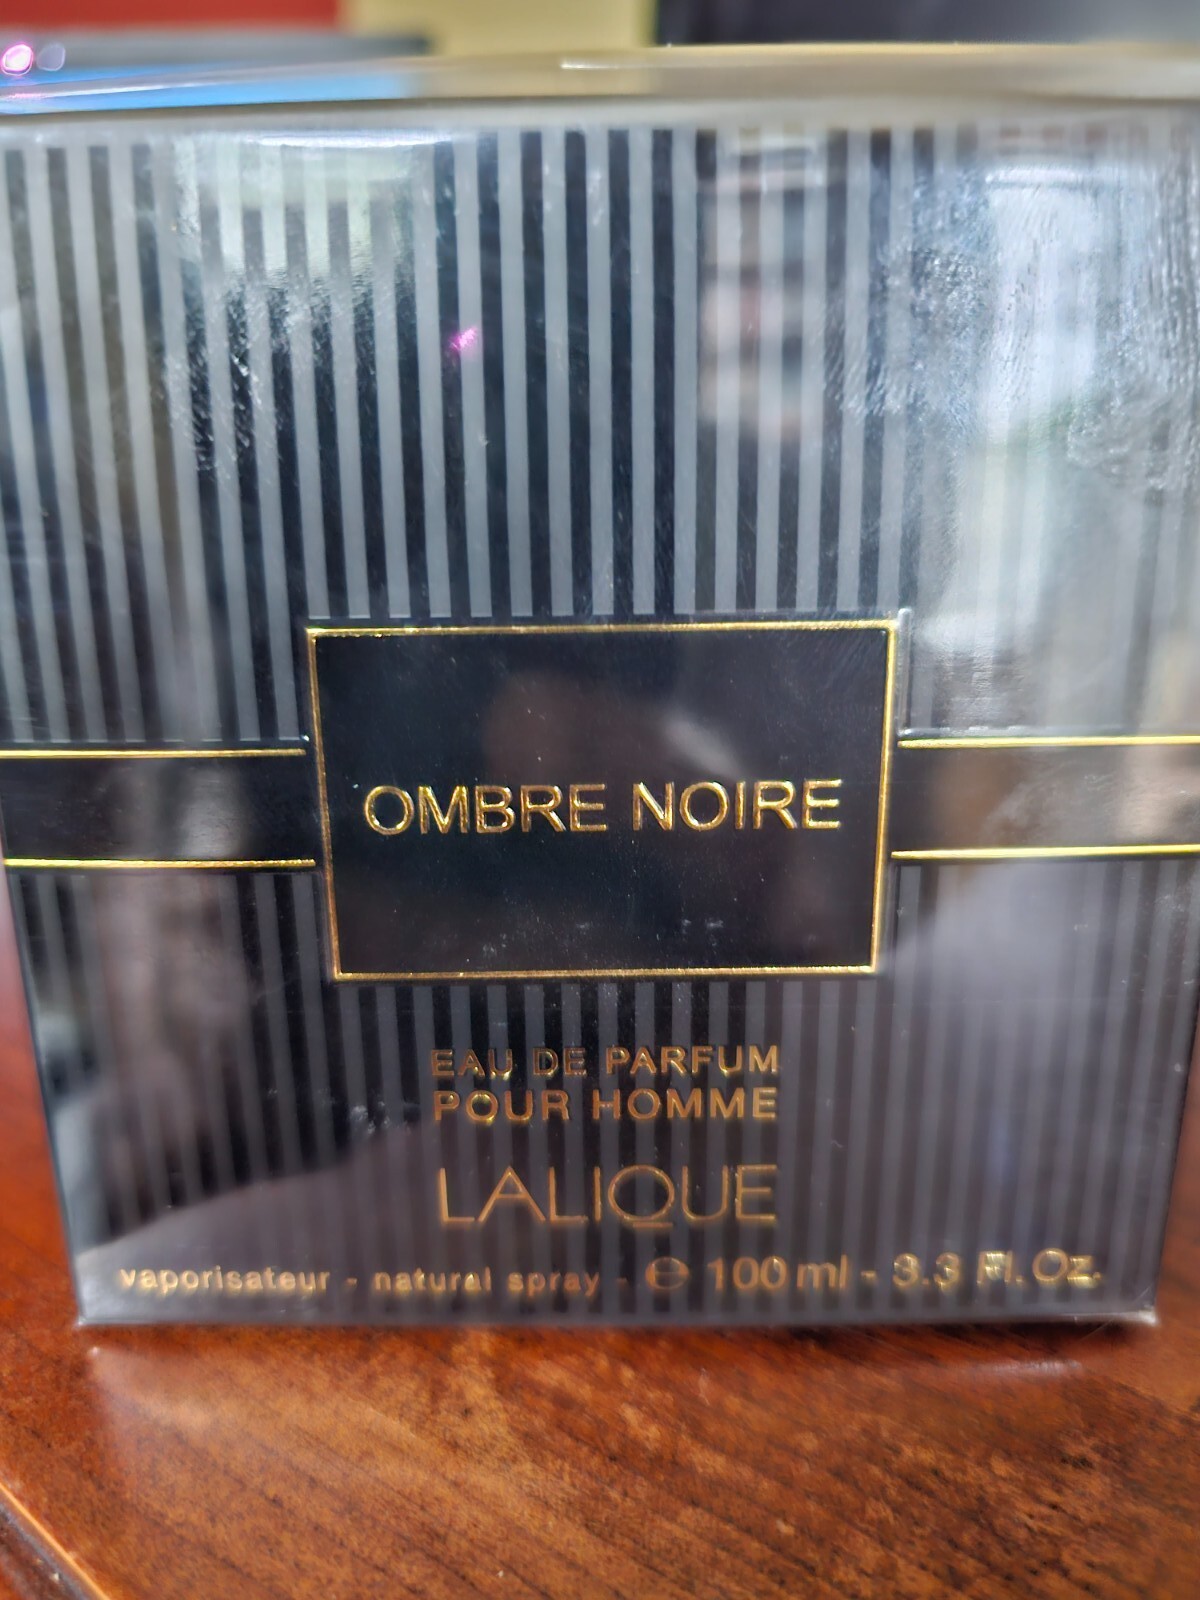 OMBRE NOIRE
EAU DE PARFUM
POUR HOMME
LALIQUE
vaporisateur - natural spray - ℮ 100 ml - 3.3 Fl. Oz.